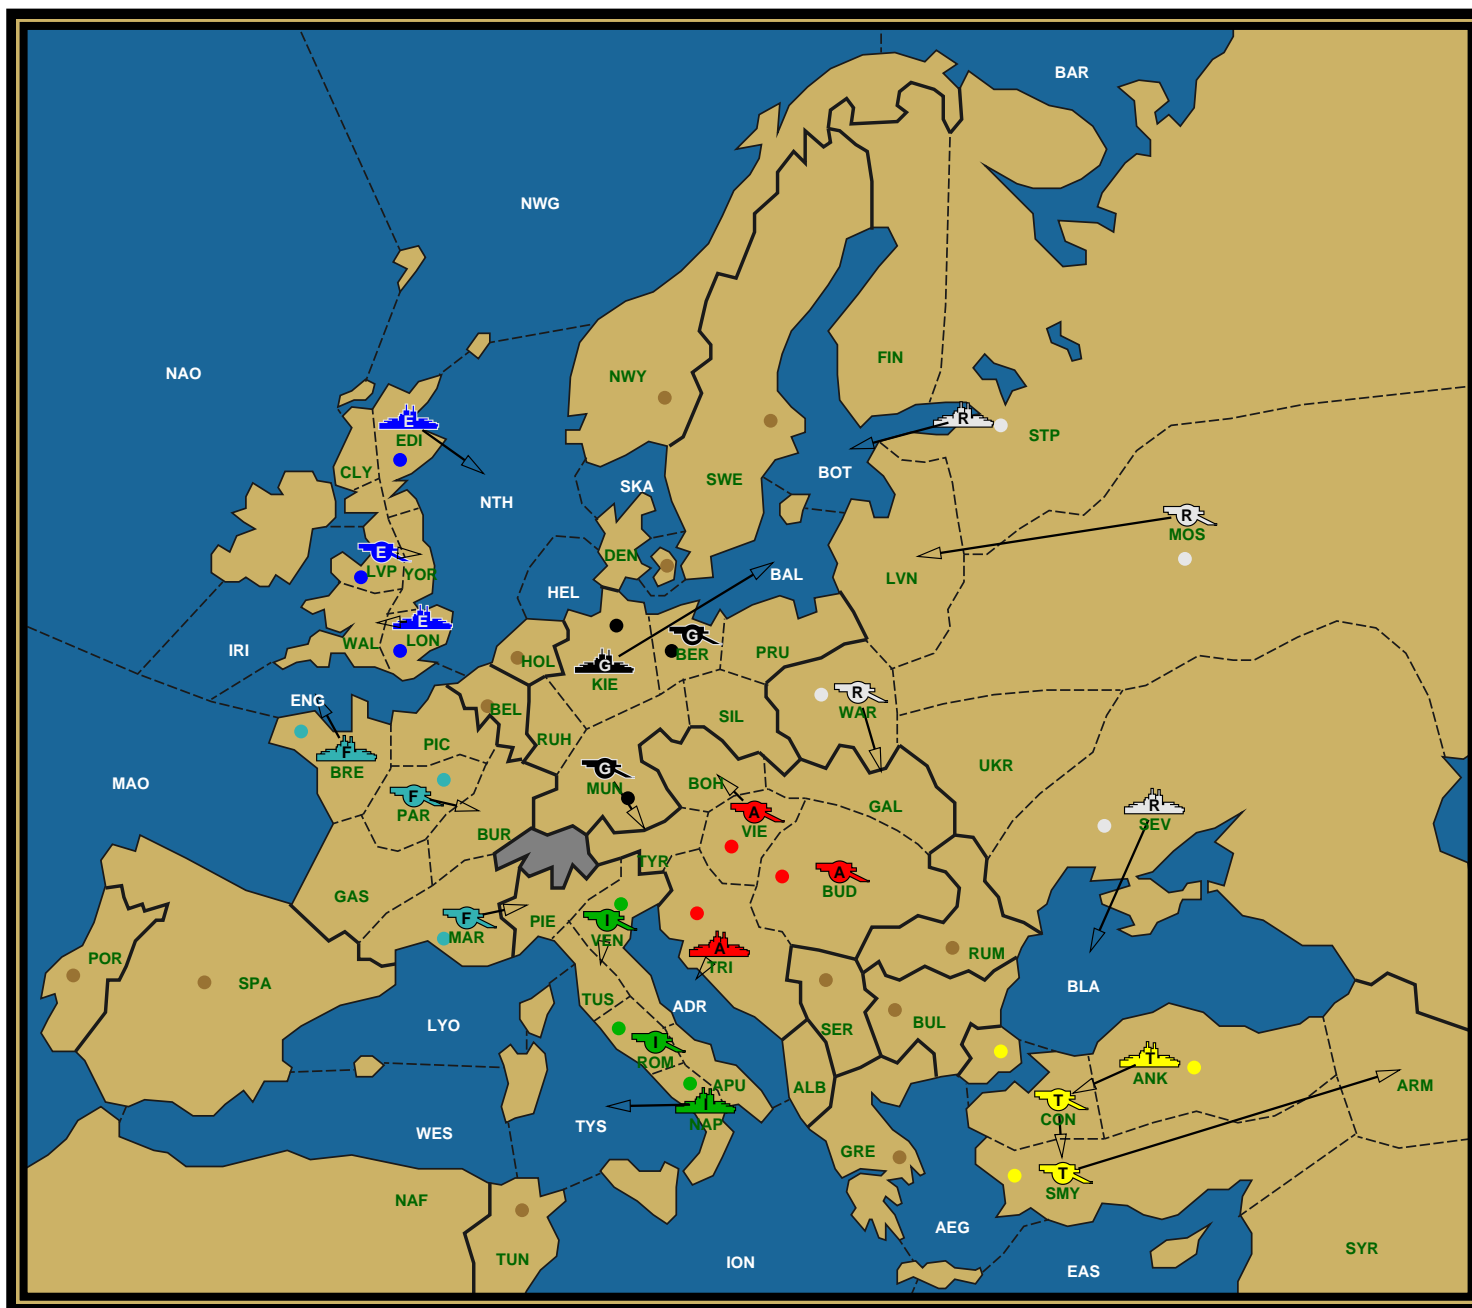 BAR
NWG
NAO
FIN
NWY
E
EDI
R
STP
CLY
SWE
BOT
SKA
NTH
R
MOS
E
LVP
YOR
DEN
BAL
LVN
HEL
E
LON
WAL
IRI
G
BER
PRU
HOL
G
KIE
R
WAR
ENG
BEL
SIL
PIC
RUH
F
BRE
UKR
MAO
G
MUN
BOH
F
PAR
GAL
A
VIE
R
SEV
BUR
TYR
A
BUD
GAS
F
MAR
PIE
I
VEN
POR
SPA
A
TRI
RUM
BLA
TUS
ADR
LYO
SER
BUL
I
ROM
T
ANK
ARM
APU
ALB
I
NAP
T
CON
WES
TYS
GRE
T
SMY
NAF
AEG
TUN
ION
EAS
SYR